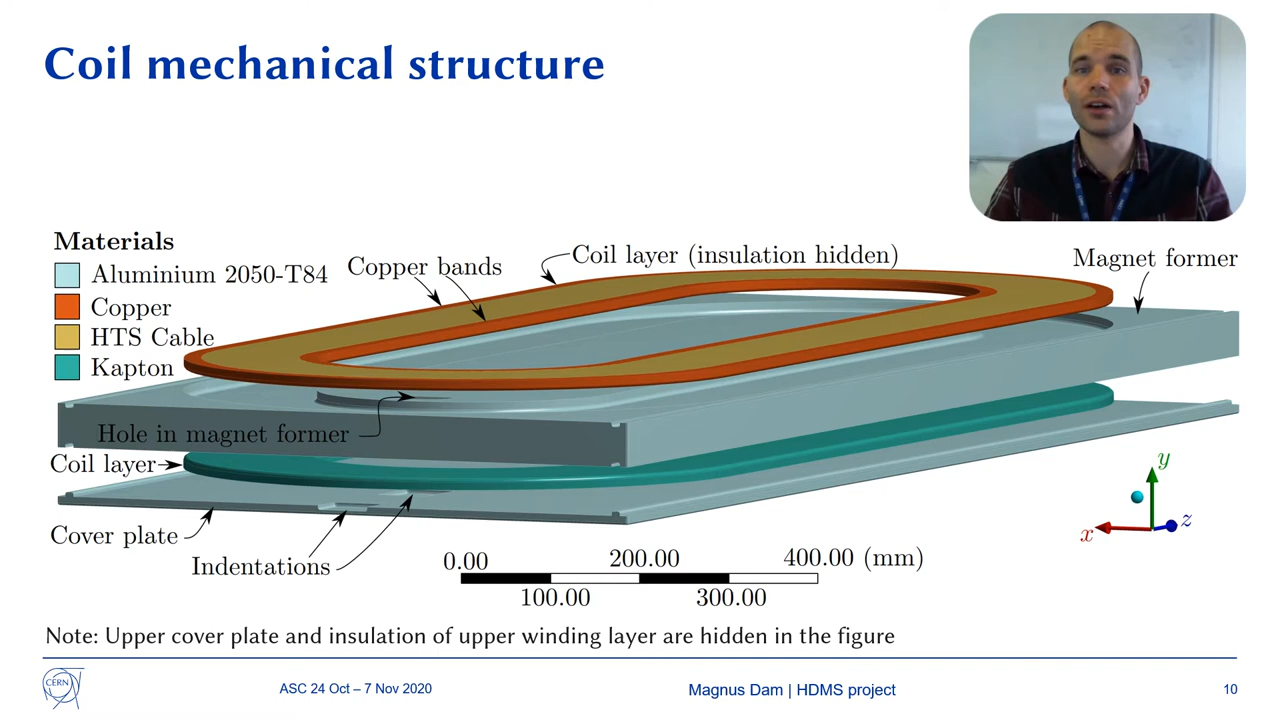 Coil mechanical structure
Materials
Aluminium 2050-T84
Copper
HTS Cable
Kapton
Copper bands
Coil layer (insulation hidden)
Magnet former
Hole in magnet former
Coil layer
Cover plate
Indentations
0.00
200.00
400.00 (mm)
100.00
300.00
y
x
z
Note: Upper cover plate and insulation of upper winding layer are hidden in the figure
CERN
ASC 24 Oct – 7 Nov 2020
Magnus Dam | HDMS project
10